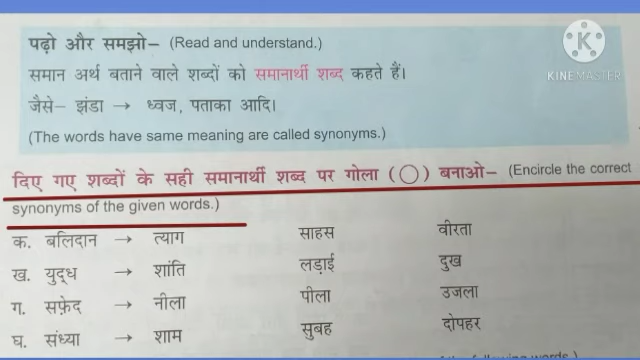 पढ़ो और समझो– (Read and understand.)
समान अर्थ बताने वाले शब्दों को समानार्थी शब्द कहते हैं।
जैसे– झंडा → ध्वज, पताका आदि।
(The words have same meaning are called synonyms.)
KINEMASTER
दिए गए शब्दों के सही समानार्थी शब्द पर गोला (◯) बनाओ– (Encircle the correct
synonyms of the given words.)
क. बलिदान → त्याग साहस वीरता
ख. युद्ध → शांति लड़ाई दुख
ग. सफ़ेद → नीला पीला उजला
घ. संध्या → शाम सुबह दोपहर